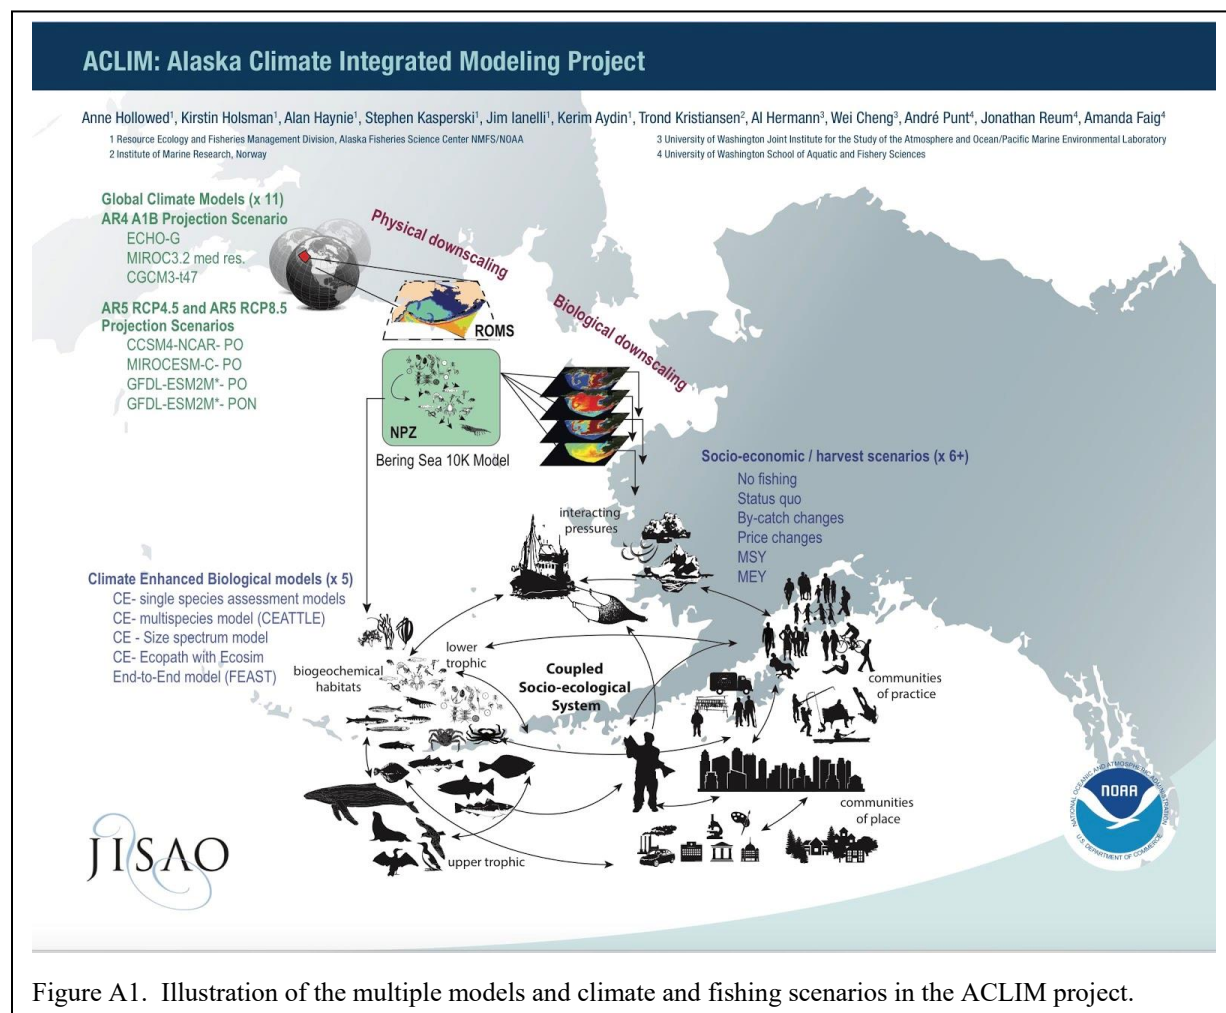 ACLIM: Alaska Climate Integrated Modeling Project
Anne Hollowed¹, Kirstin Holsman¹, Alan Haynie¹, Stephen Kasperski¹, Jim Ianelli¹, Kerim Aydin¹, Trond Kristiansen², Al Hermann³, Wei Cheng³, André Punt⁴, Jonathan Reum⁴, Amanda Faig⁴
1 Resource Ecology and Fisheries Management Division, Alaska Fisheries Science Center NMFS/NOAA
2 Institute of Marine Research, Norway
3 University of Washington Joint Institute for the Study of the Atmosphere and Ocean/Pacific Marine Environmental Laboratory
4 University of Washington School of Aquatic and Fishery Sciences
Global Climate Models (x 11)
AR4 A1B Projection Scenario
ECHO-G
MIROC3.2 med res.
CGCM3-t47
AR5 RCP4.5 and AR5 RCP8.5
Projection Scenarios
CCSM4-NCAR- PO
MIROCESM-C- PO
GFDL-ESM2M*- PO
GFDL-ESM2M*- PON
Physical downscaling
ROMS
Biological downscaling
NPZ
Bering Sea 10K Model
Socio-economic / harvest scenarios (x 6+)
No fishing
Status quo
By-catch changes
Price changes
MSY
MEY
interacting
pressures
Climate Enhanced Biological models (x 5)
CE- single species assessment models
CE- multispecies model (CEATTLE)
CE - Size spectrum model
CE- Ecopath with Ecosim
End-to-End model (FEAST)
biogeochemical
habitats
lower
trophic
Coupled
Socio-ecological
System
communities
of practice
communities
of place
upper trophic
JISAO
NATIONAL OCEANIC AND ATMOSPHERIC ADMINISTRATION
NOAA
U.S. DEPARTMENT OF COMMERCE
Figure A1.  Illustration of the multiple models and climate and fishing scenarios in the ACLIM project.